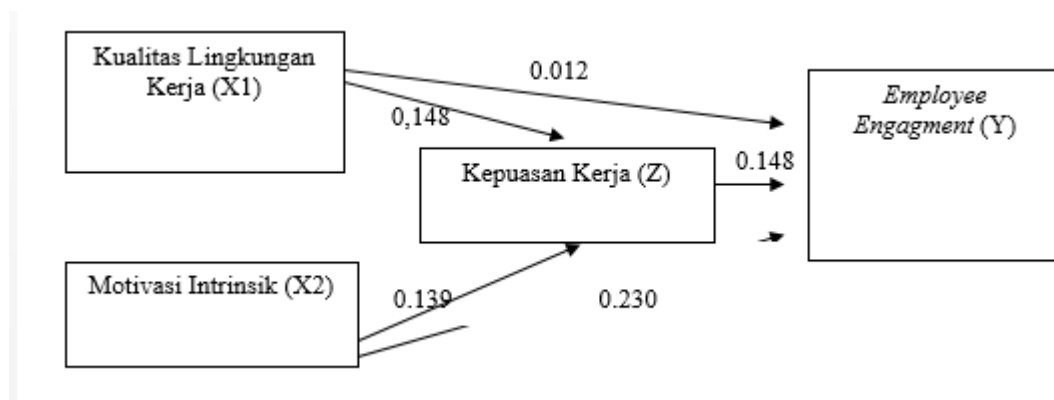 Kualitas Lingkungan
Kerja (X1)
0.012
0,148
Employee
Engagment (Y)
Kepuasan Kerja (Z)
0.148
Motivasi Intrinsik (X2)
0.139
0.230